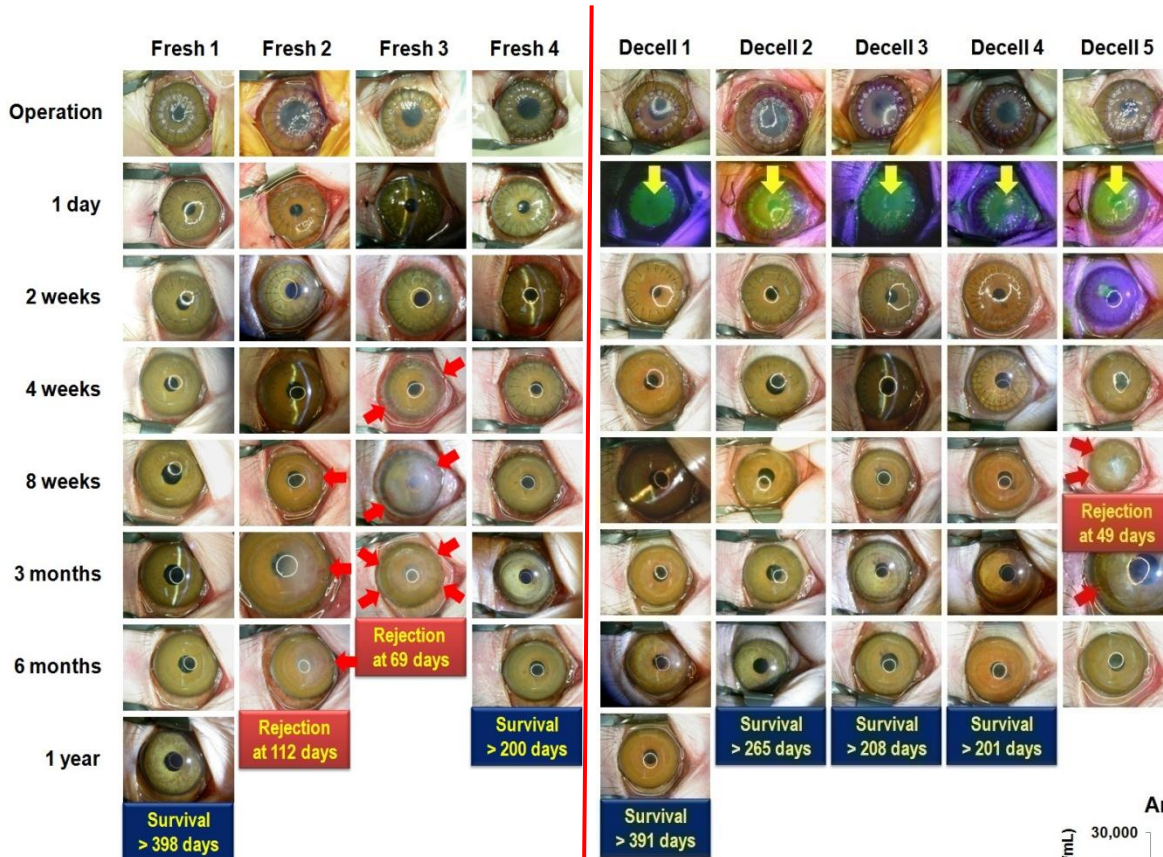 Fresh 1 Fresh 2 Fresh 3 Fresh 4 Decell 1 Decell 2 Decell 3 Decell 4 Decell 5
Operation
1 day
2 weeks
4 weeks
8 weeks
Rejection
at 49 days
3 months
Rejection
at 69 days
6 months
Rejection
at 112 days
Survival
> 200 days
Survival
> 265 days
Survival
> 208 days
Survival
> 201 days
1 year
Survival
> 398 days
Survival
> 391 days
30,000